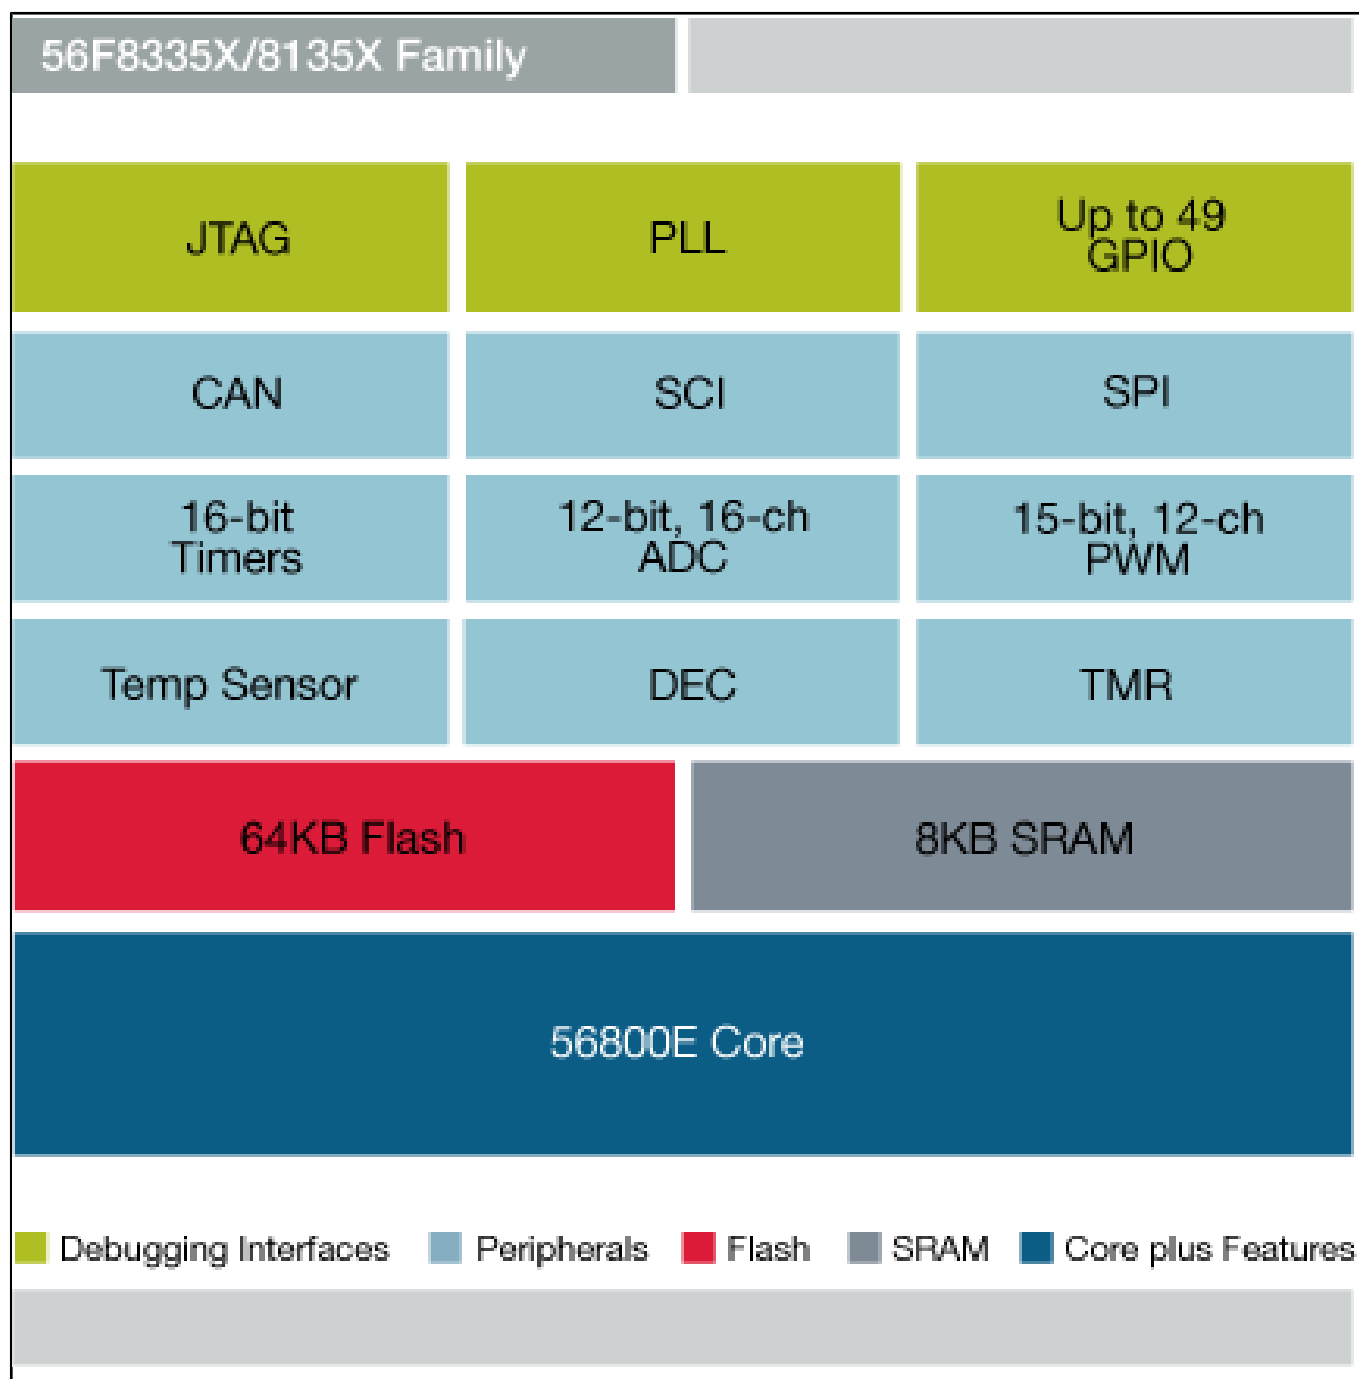 56F8335X/8135X Family
JTAG
PLL
Up to 49
GPIO
CAN
SCI
SPI
16-bit
Timers
12-bit, 16-ch
ADC
15-bit, 12-ch
PWM
Temp Sensor
DEC
TMR
64KB Flash
8KB SRAM
56800E Core
Debugging Interfaces
Peripherals
Flash
SRAM
Core plus Features